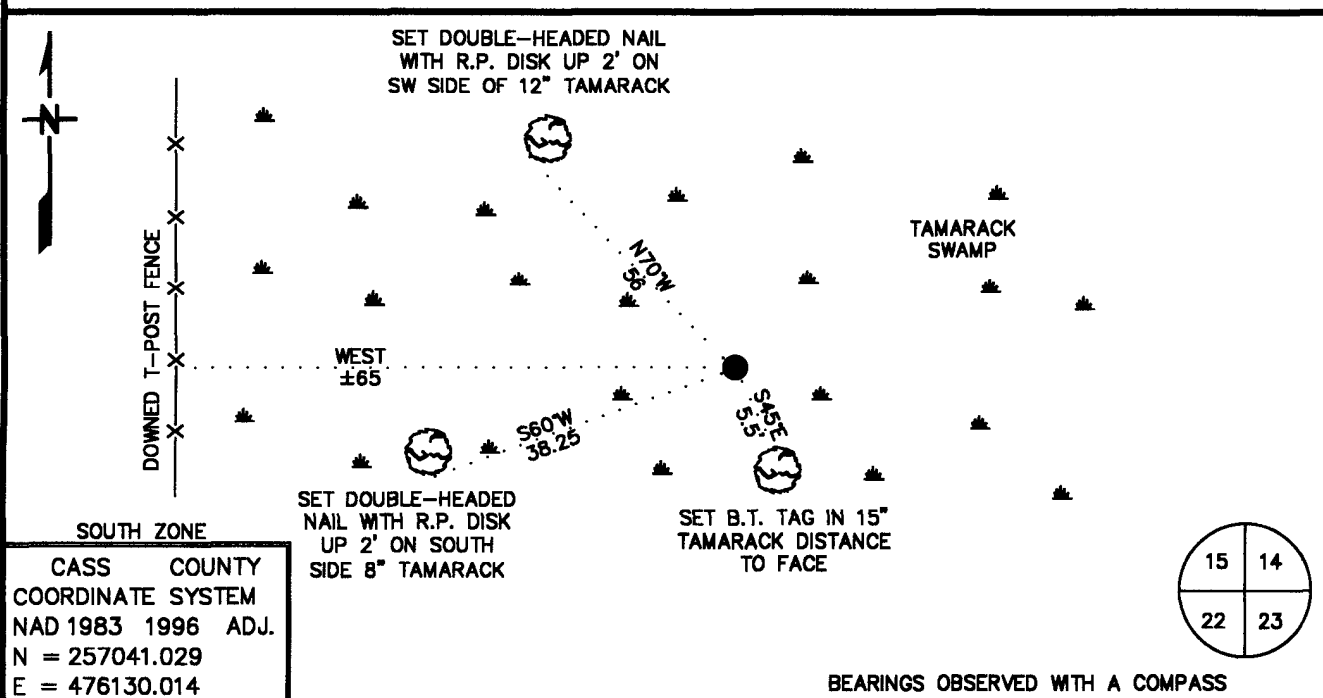 SET DOUBLE-HEADED NAIL
WITH R.P. DISK UP 2' ON
SW SIDE OF 12" TAMARACK
N
DOWNED T-POST FENCE
TAMARACK
SWAMP
N70°W
56
WEST
±65
S60°W
38.25
S45°E
5.5'
SET DOUBLE-HEADED
NAIL WITH R.P. DISK
UP 2' ON SOUTH
SIDE 8" TAMARACK
SET B.T. TAG IN 15"
TAMARACK DISTANCE
TO FACE
SOUTH ZONE
CASS COUNTY
COORDINATE SYSTEM
NAD 1983 1996 ADJ.
N = 257041.029
E = 476130.014
15 14
22 23
BEARINGS OBSERVED WITH A COMPASS